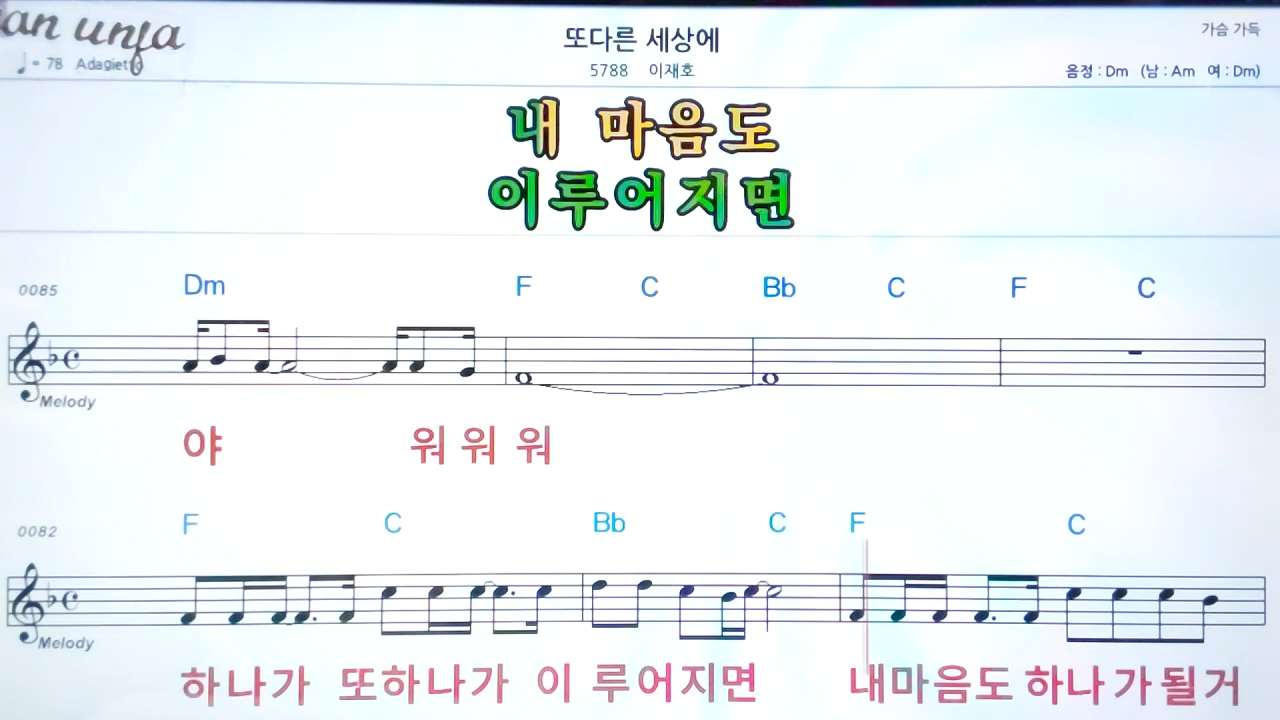 an unfa
또다른 세상에
가슴 가득
♩= 78 Adagietto
5788 이재호
음정 : Dm (남 : Am 여 : Dm)
내 마음도
이루어지면
0085 Dm F C Bb C F C
Melody
야 워 워 워
0082 F C Bb C F C
Melody
하나가 또하나가 이 루어지면 내마음도 하나가될거